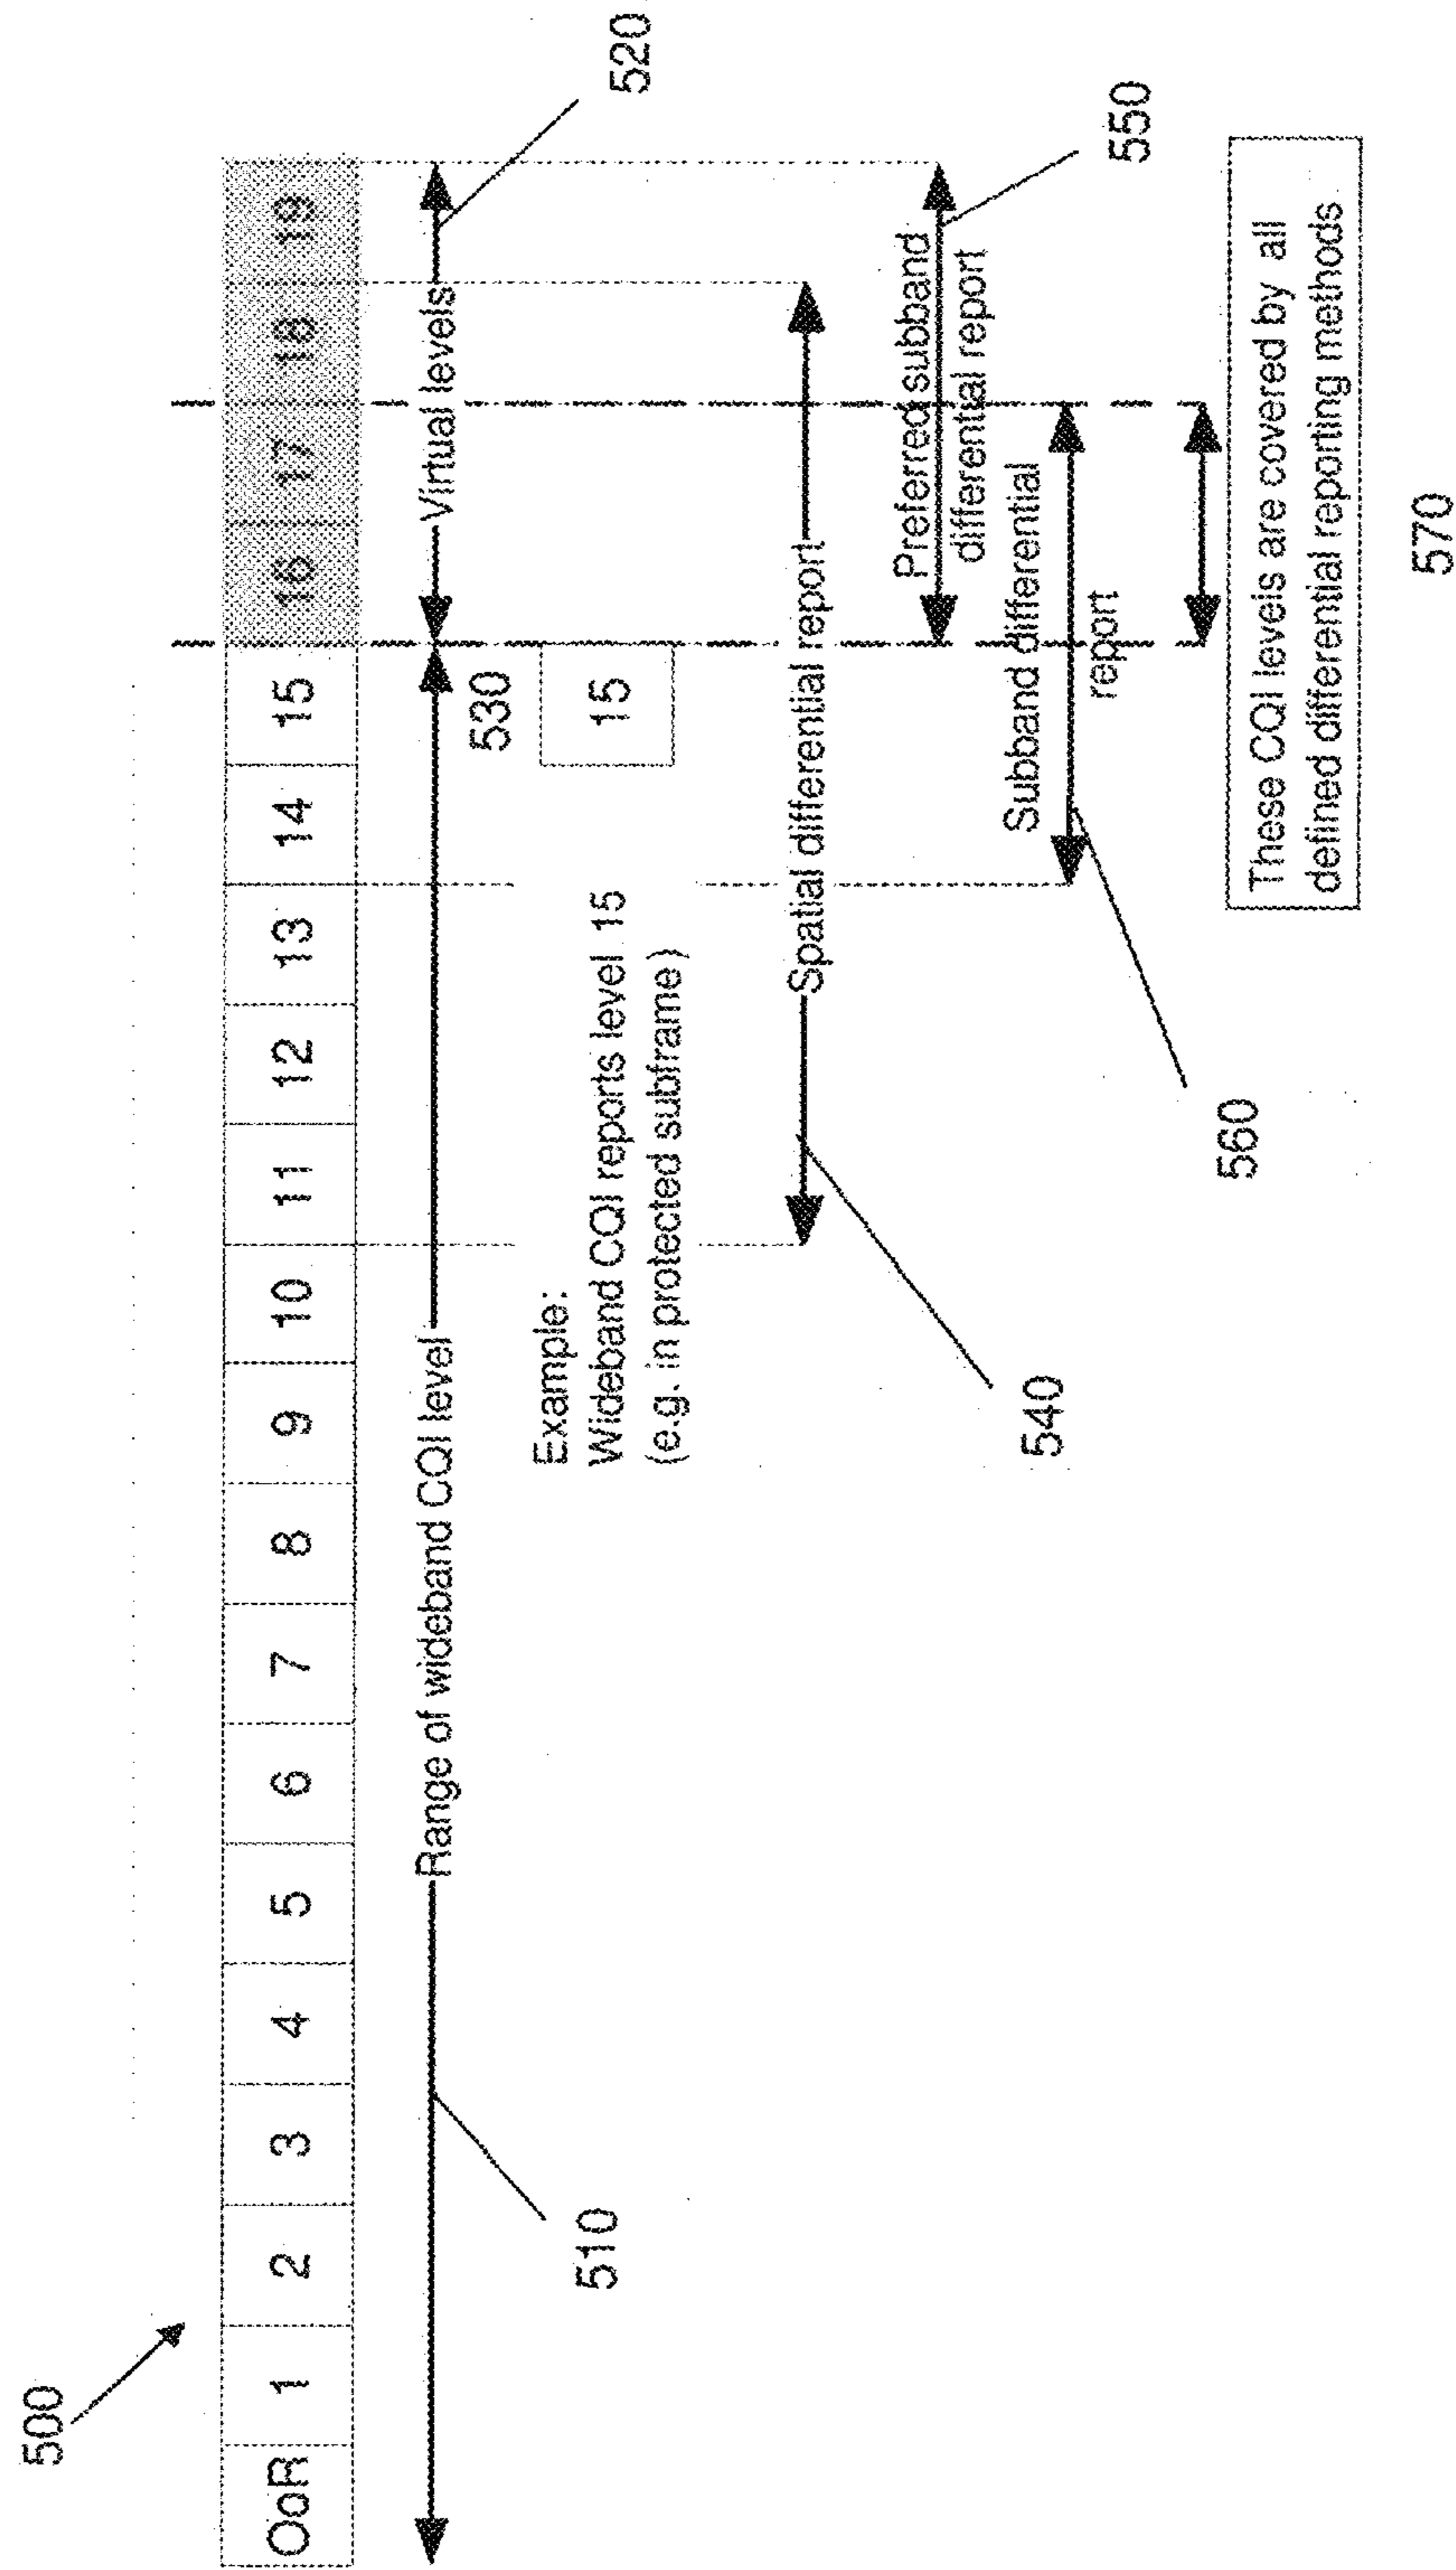 500
OoR 1 2 3 4 5 6 7 8 9 10 11 12 13 14 15 16 17 18 19
Range of wideband CQI level
Virtual levels
510
520
530
Example:
Wideband CQI reports level 15
(e.g. in protected subframe)
15
Spatial differential report
540
Preferred subband
differential report
550
Subband differential
report
560
These CQI levels are covered by all
defined differential reporting methods
570